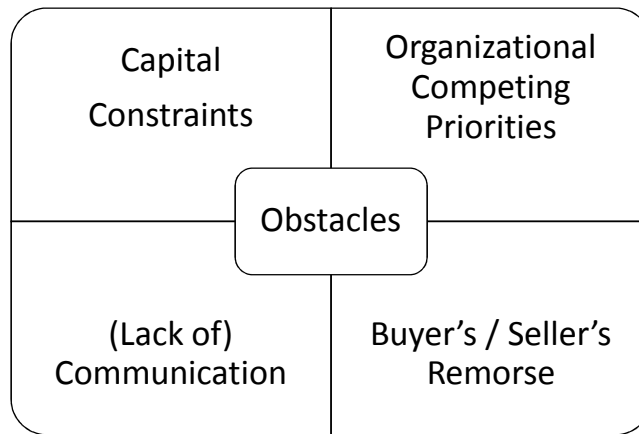 Capital
Constraints
Organizational
Competing
Priorities
Obstacles
(Lack of)
Communication
Buyer’s / Seller’s
Remorse